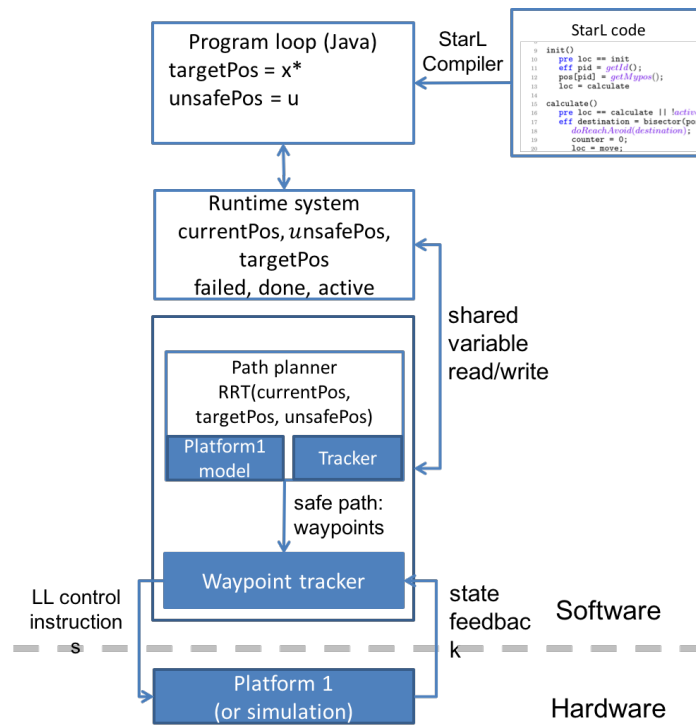 Program loop (Java)
targetPos = x*
unsafePos = u
StarL
Compiler
StarL code
9 init()
10 pre loc == init
11 eff pid = getId();
12 pos[pid] = getMypos();
13 loc = calculate
15 calculate()
16 pre loc == calculate || !active
17 eff destination = bisector(pos
18 doReachAvoid(destination);
19 counter = 0;
20 loc = move;
Runtime system
currentPos, unsafePos,
targetPos
failed, done, active
shared
variable
read/write
Path planner
RRT(currentPos,
targetPos, unsafePos)
Platform1
model
Tracker
safe path:
waypoints
Waypoint tracker
LL control
instruction
s
state
feedbac
k
Software
Platform 1
(or simulation)
Hardware